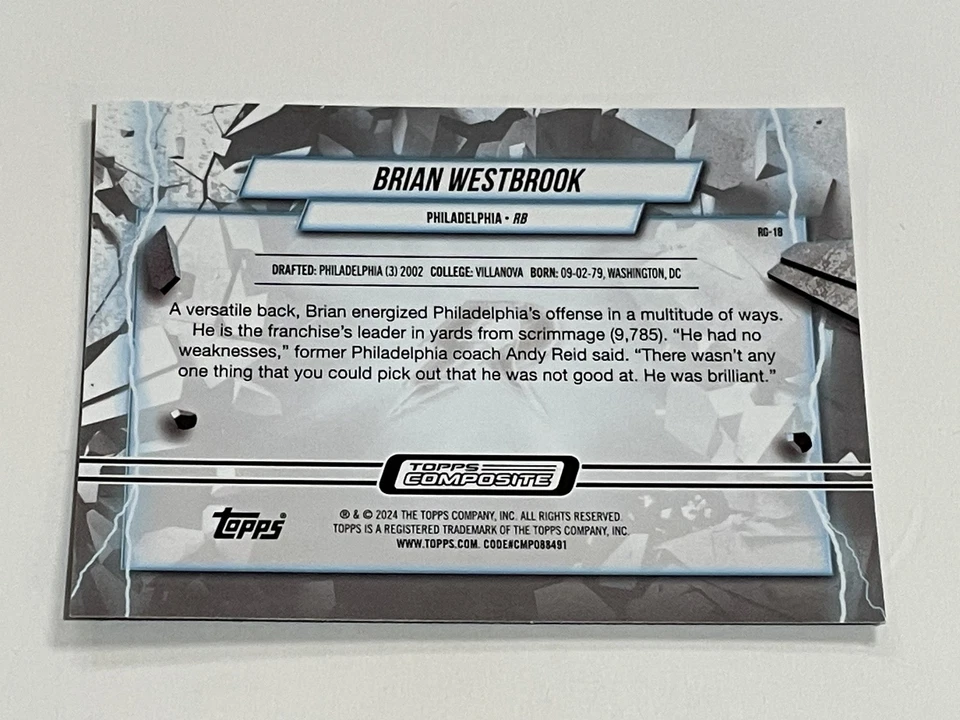 BRIAN WESTBROOK
PHILADELPHIA • RB
RG-18
DRAFTED: PHILADELPHIA (3) 2002 COLLEGE: VILLANOVA BORN: 09-02-79, WASHINGTON, DC
A versatile back, Brian energized Philadelphia's offense in a multitude of ways.
He is the franchise's leader in yards from scrimmage (9,785). “He had no
weaknesses,” former Philadelphia coach Andy Reid said. “There wasn't any
one thing that you could pick out that he was not good at. He was brilliant.”
TOPPS
COMPOSITE
topps®
® & © 2024 THE TOPPS COMPANY, INC. ALL RIGHTS RESERVED.
TOPPS IS A REGISTERED TRADEMARK OF THE TOPPS COMPANY, INC.
WWW.TOPPS.COM. CODE#CMP088491